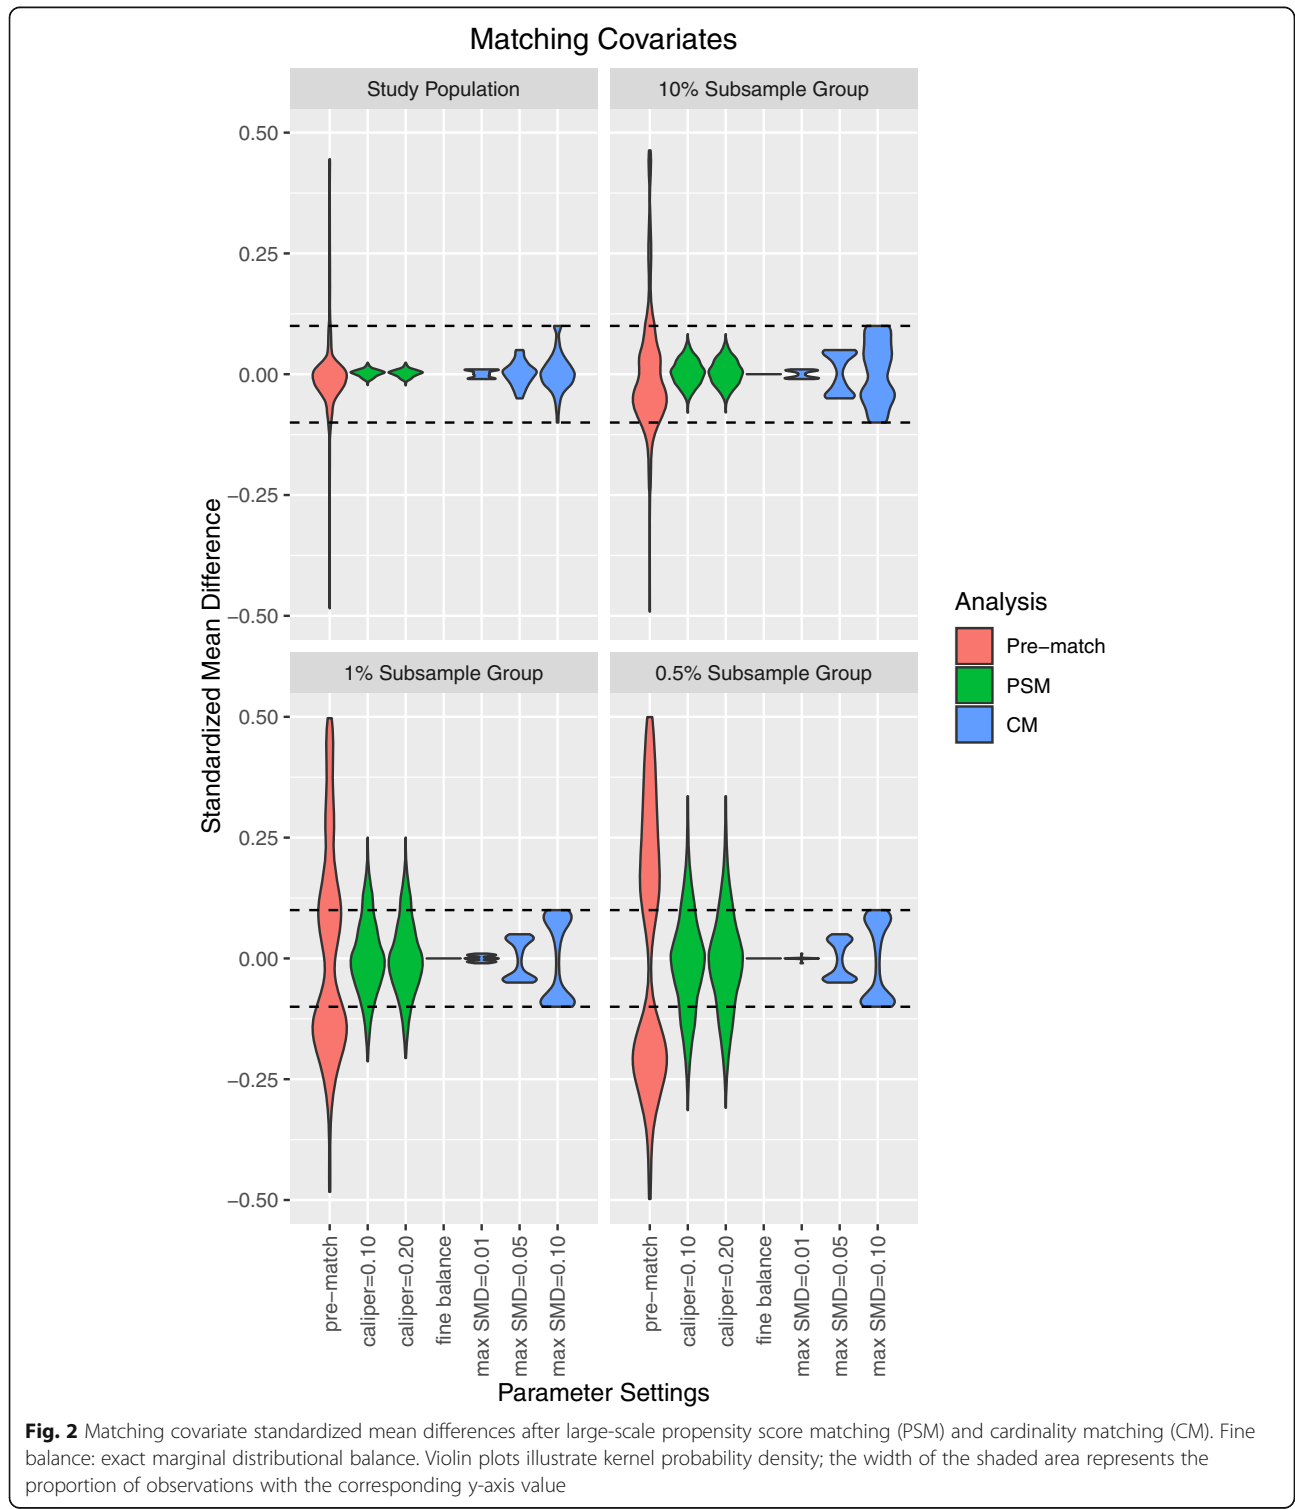 Matching Covariates
Study Population
10% Subsample Group
0.50
0.25
0.00
−0.25
−0.50
1% Subsample Group
0.5% Subsample Group
0.50
0.25
0.00
−0.25
−0.50
Standardized Mean Difference
pre−match
caliper=0.10
caliper=0.20
fine balance
max SMD=0.01
max SMD=0.05
max SMD=0.10
pre−match
caliper=0.10
caliper=0.20
fine balance
max SMD=0.01
max SMD=0.05
max SMD=0.10
Parameter Settings
Analysis
Pre−match
PSM
CM
Fig. 2 Matching covariate standardized mean differences after large-scale propensity score matching (PSM) and cardinality matching (CM). Fine
balance: exact marginal distributional balance. Violin plots illustrate kernel probability density; the width of the shaded area represents the
proportion of observations with the corresponding y-axis value